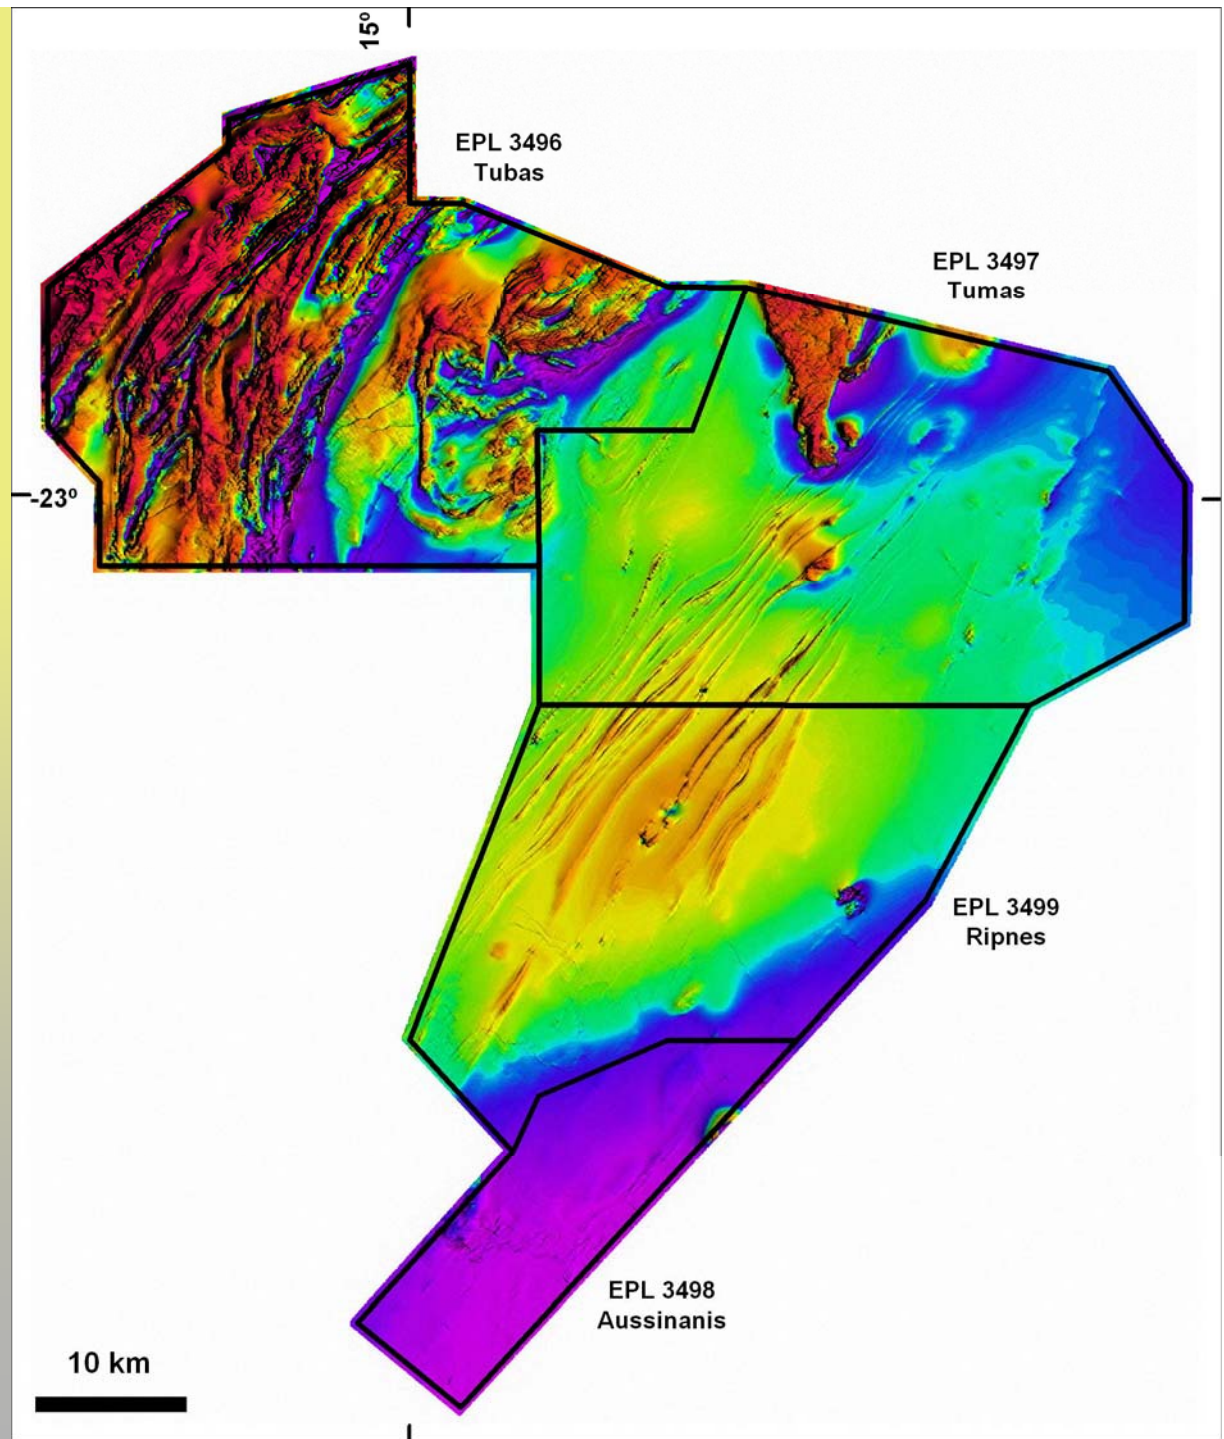 15º
EPL 3496
Tubas
EPL 3497
Tumas
-23º
EPL 3499
Ripnes
EPL 3498
Aussinanis
10 km